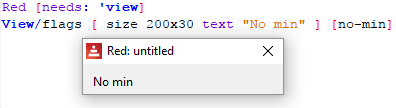 Red [needs: 'view]
View/flags [ size 200x30 text "No min" ] [no-min]
Red: untitled
No min